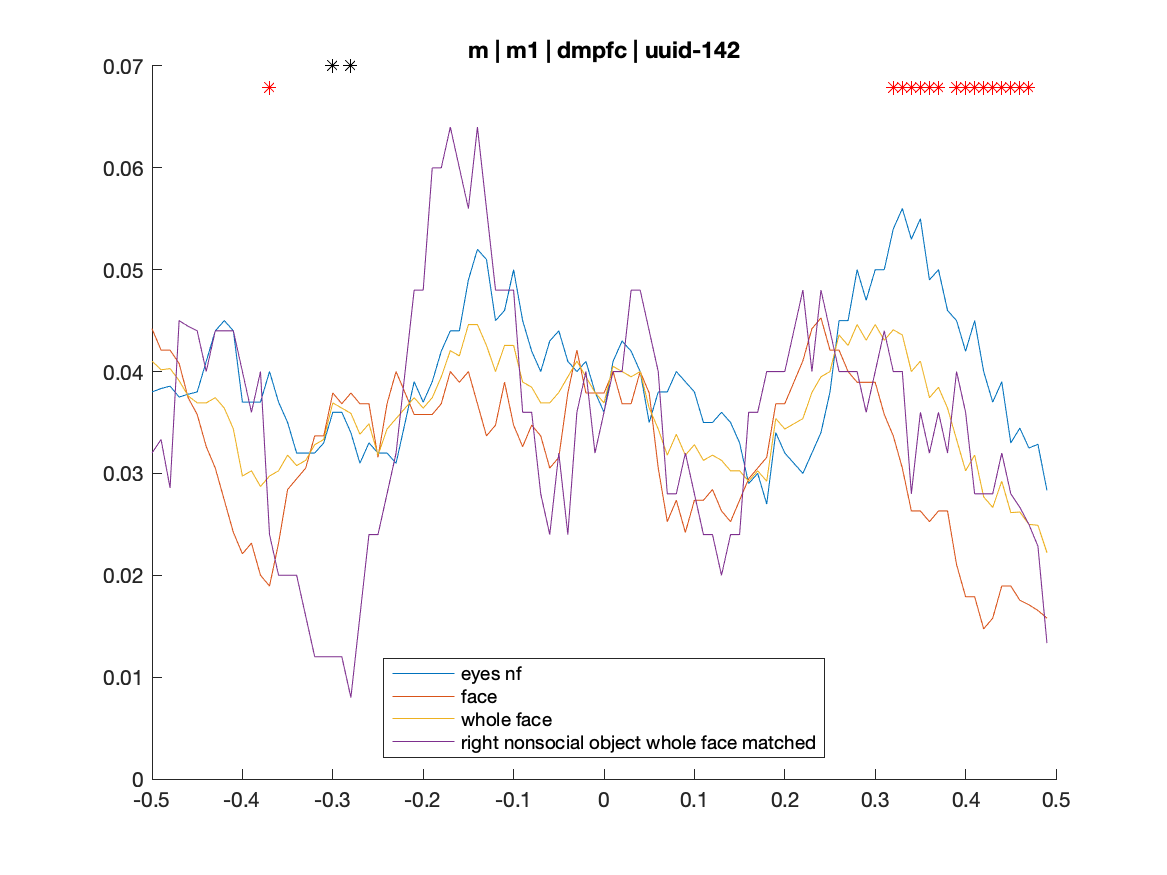 m | m1 | dmpfc | uuid-142
0.07
0.06
0.05
0.04
0.03
0.02
0.01
0
-0.5 -0.4 -0.3 -0.2 -0.1 0 0.1 0.2 0.3 0.4 0.5
eyes nf
face
whole face
right nonsocial object whole face matched